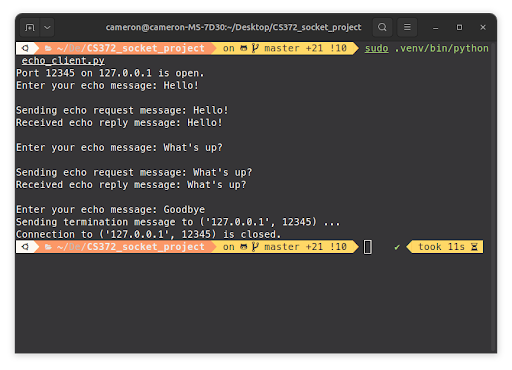 cameron@cameron-MS-7D30:~/Desktop/CS372_socket_project
~/De/CS372_socket_project on master +21 !10 sudo .venv/bin/python
echo_client.py
Port 12345 on 127.0.0.1 is open.
Enter your echo message: Hello!
Sending echo request message: Hello!
Received echo reply message: Hello!
Enter your echo message: What's up?
Sending echo request message: What's up?
Received echo reply message: What's up?
Enter your echo message: Goodbye
Sending termination message to ('127.0.0.1', 12345) ...
Connection to ('127.0.0.1', 12345) is closed.
~/De/CS372_socket_project on master +21 !10 ✓ took 11s